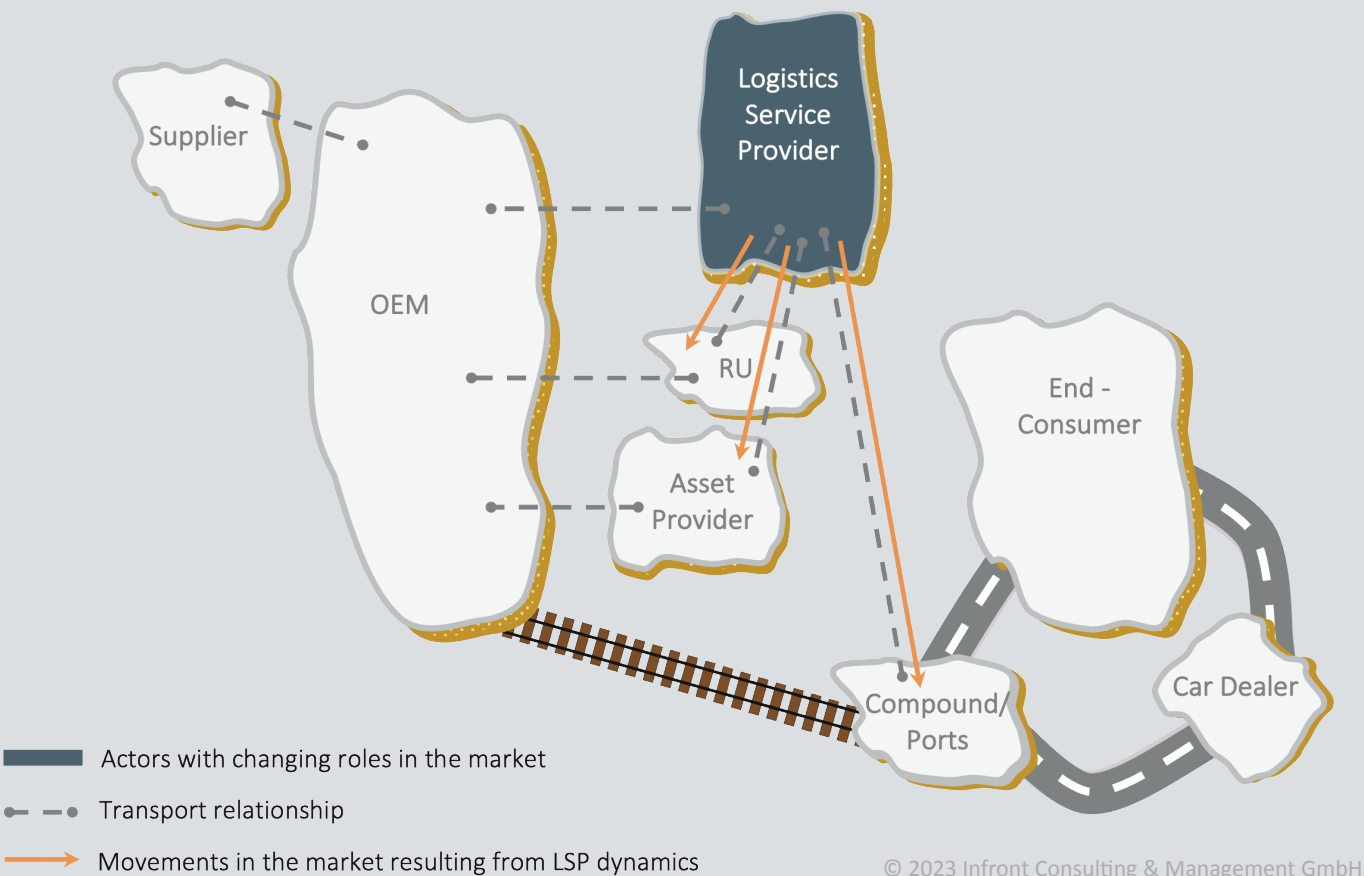 Logistics
Service
Provider
Supplier
OEM
RU
End -
Consumer
Asset
Provider
Car Dealer
Compound/
Ports
Actors with changing roles in the market
Transport relationship
Movements in the market resulting from LSP dynamics
© 2023 Infront Consulting & Management GmbH